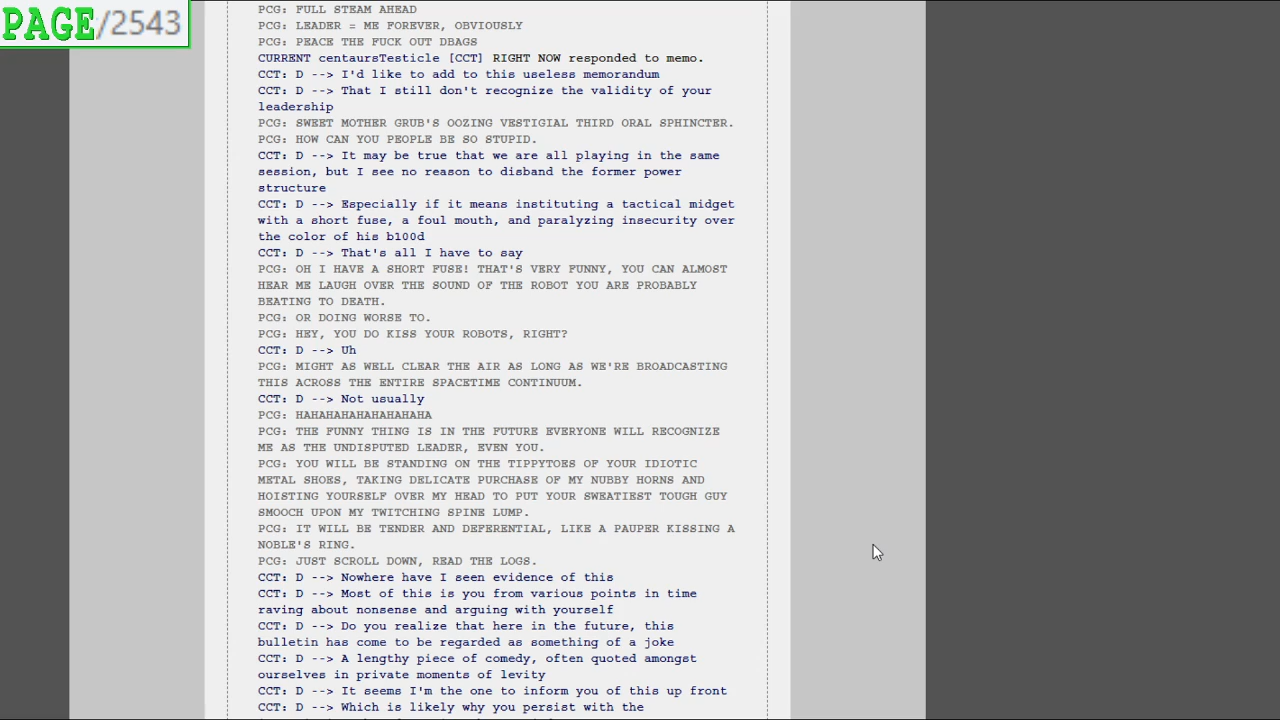 PAGE/2543
PCG: FULL STEAM AHEAD
PCG: LEADER = ME FOREVER, OBVIOUSLY
PCG: PEACE THE FUCK OUT DBAGS
CURRENT centaursTesticle [CCT] RIGHT NOW responded to memo.
CCT: D --> I'd like to add to this useless memorandum
CCT: D --> That I still don't recognize the validity of your
leadership
PCG: SWEET MOTHER GRUB'S OOZING VESTIGIAL THIRD ORAL SPHINCTER.
PCG: HOW CAN YOU PEOPLE BE SO STUPID.
CCT: D --> It may be true that we are all playing in the same
session, but I see no reason to disband the former power
structure
CCT: D --> Especially if it means instituting a tactical midget
with a short fuse, a foul mouth, and paralyzing insecurity over
the color of his b100d
CCT: D --> That's all I have to say
PCG: OH I HAVE A SHORT FUSE! THAT'S VERY FUNNY, YOU CAN ALMOST
HEAR ME LAUGH OVER THE SOUND OF THE ROBOT YOU ARE PROBABLY
BEATING TO DEATH.
PCG: OR DOING WORSE TO.
PCG: HEY, YOU DO KISS YOUR ROBOTS, RIGHT?
CCT: D --> Uh
PCG: MIGHT AS WELL CLEAR THE AIR AS LONG AS WE'RE BROADCASTING
THIS ACROSS THE ENTIRE SPACETIME CONTINUUM.
CCT: D --> Not usually
PCG: HAHAHAHAHAHAHAHAHA
PCG: THE FUNNY THING IS IN THE FUTURE EVERYONE WILL RECOGNIZE
ME AS THE UNDISPUTED LEADER, EVEN YOU.
PCG: YOU WILL BE STANDING ON THE TIPPYTOES OF YOUR IDIOTIC
METAL SHOES, TAKING DELICATE PURCHASE OF MY NUBBY HORNS AND
HOISTING YOURSELF OVER MY HEAD TO PUT YOUR SWEATIEST TOUGH GUY
SMOOCH UPON MY TWITCHING SPINE LUMP.
PCG: IT WILL BE TENDER AND DEFERENTIAL, LIKE A PAUPER KISSING A
NOBLE'S RING.
PCG: JUST SCROLL DOWN, READ THE LOGS.
CCT: D --> Nowhere have I seen evidence of this
CCT: D --> Most of this is you from various points in time
raving about nonsense and arguing with yourself
CCT: D --> Do you realize that here in the future, this
bulletin has come to be regarded as something of a joke
CCT: D --> A lengthy piece of comedy, often quoted amongst
ourselves in private moments of levity
CCT: D --> It seems I'm the one to inform you of this up front
CCT: D --> Which is likely why you persist with the